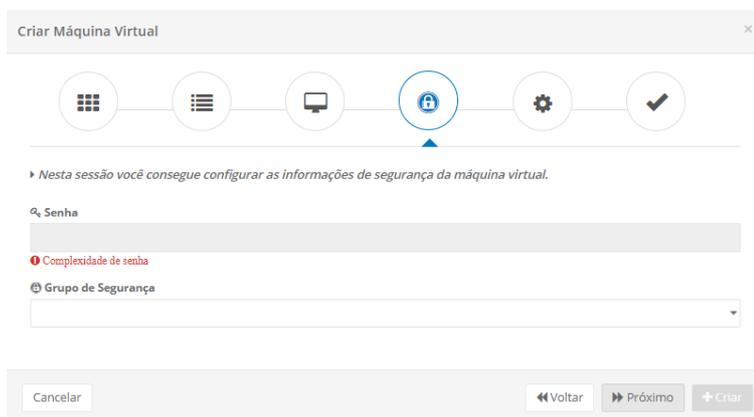 Criar Máquina Virtual
×
Nesta sessão você consegue configurar as informações de segurança da máquina virtual.
Senha
Complexidade de senha
Grupo de Segurança
Cancelar
Voltar
Próximo
+ Criar